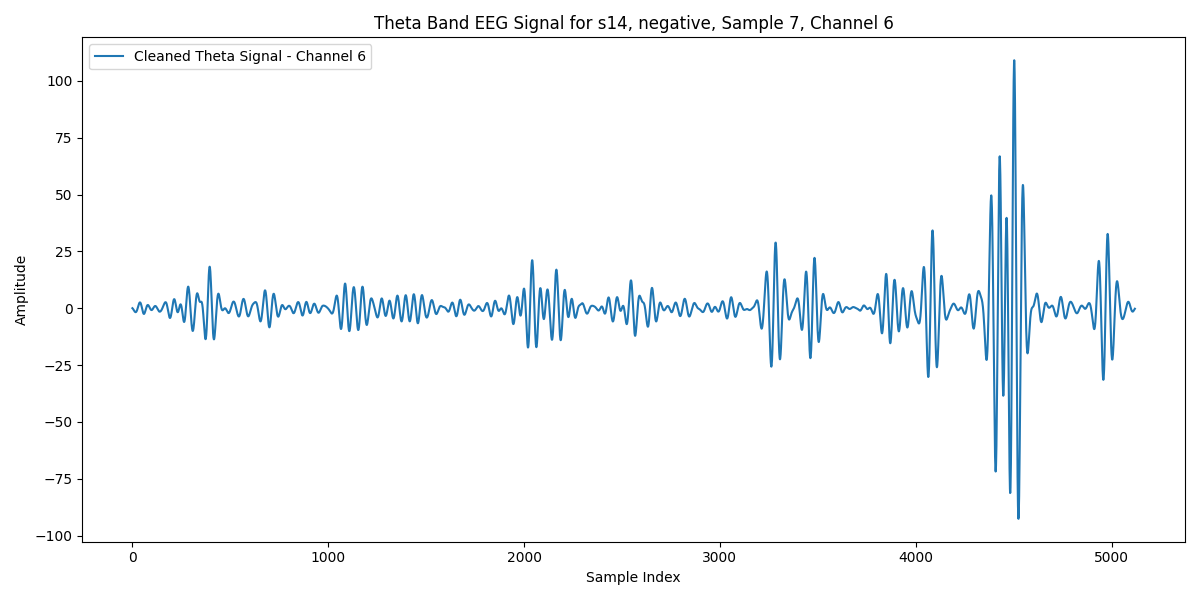 Theta Band EEG Signal for s14, negative, Sample 7, Channel 6
Cleaned Theta Signal - Channel 6
100
75
50
25
0
−25
−50
−75
−100
Amplitude
0 1000 2000 3000 4000 5000
Sample Index